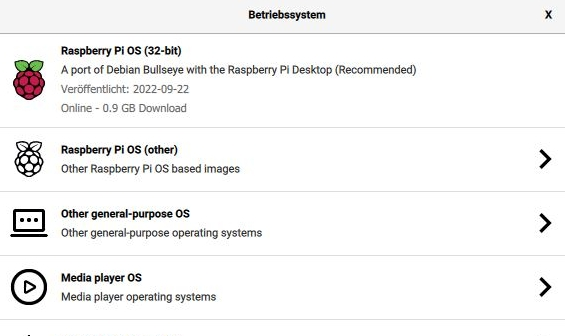 Betriebssystem X
Raspberry Pi OS (32-bit)
A port of Debian Bullseye with the Raspberry Pi Desktop (Recommended)
Veröffentlicht: 2022-09-22
Online - 0.9 GB Download
Raspberry Pi OS (other)
Other Raspberry Pi OS based images
Other general-purpose OS
Other general-purpose operating systems
Media player OS
Media player operating systems